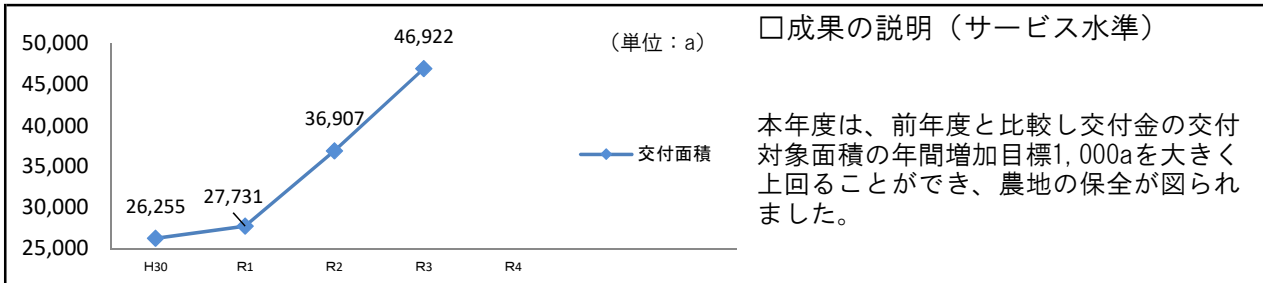 50,000
45,000
40,000
35,000
30,000
25,000
46,922
36,907
27,731
26,255
(単位：a)
交付面積
H30 R1 R2 R3 R4
□成果の説明（サービス水準）
本年度は、前年度と比較し交付金の交付
対象面積の年間増加目標1,000aを大きく
上回ることができ、農地の保全が図られ
ました。